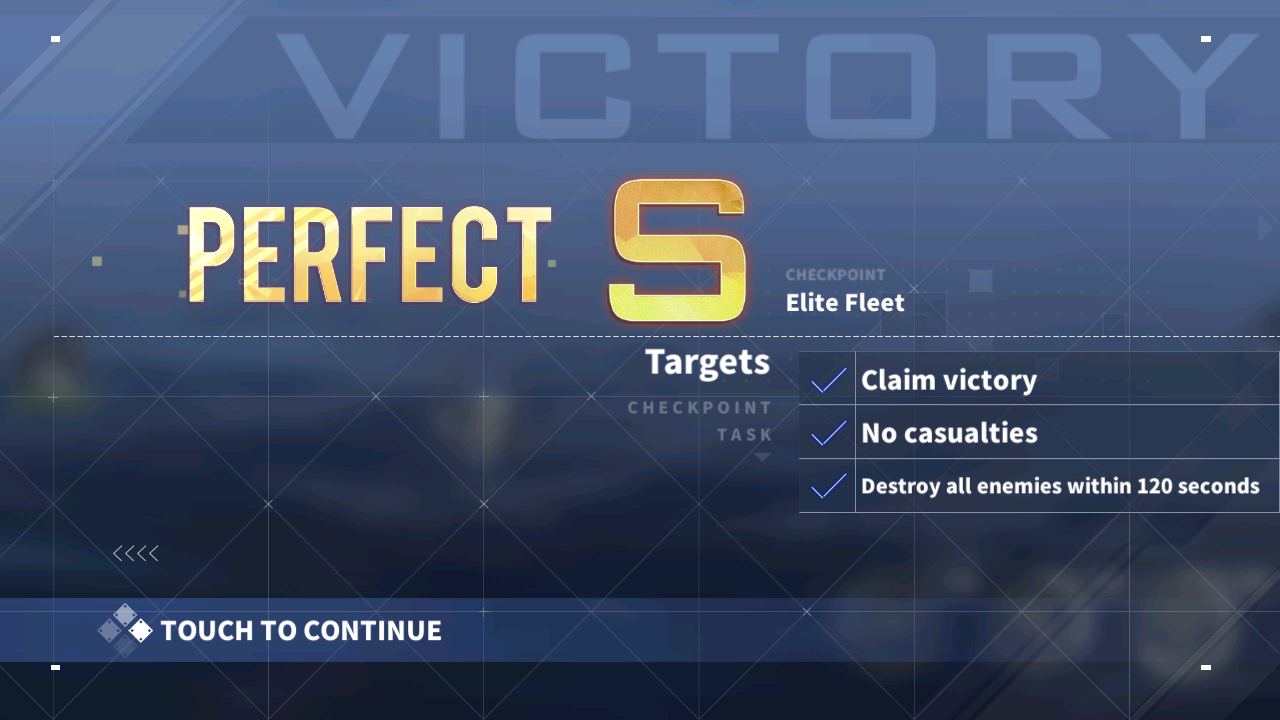 VICTORY
PERFECT S
CHECKPOINT
Elite Fleet
Targets
CHECKPOINT
TASK
Claim victory
No casualties
Destroy all enemies within 120 seconds
TOUCH TO CONTINUE